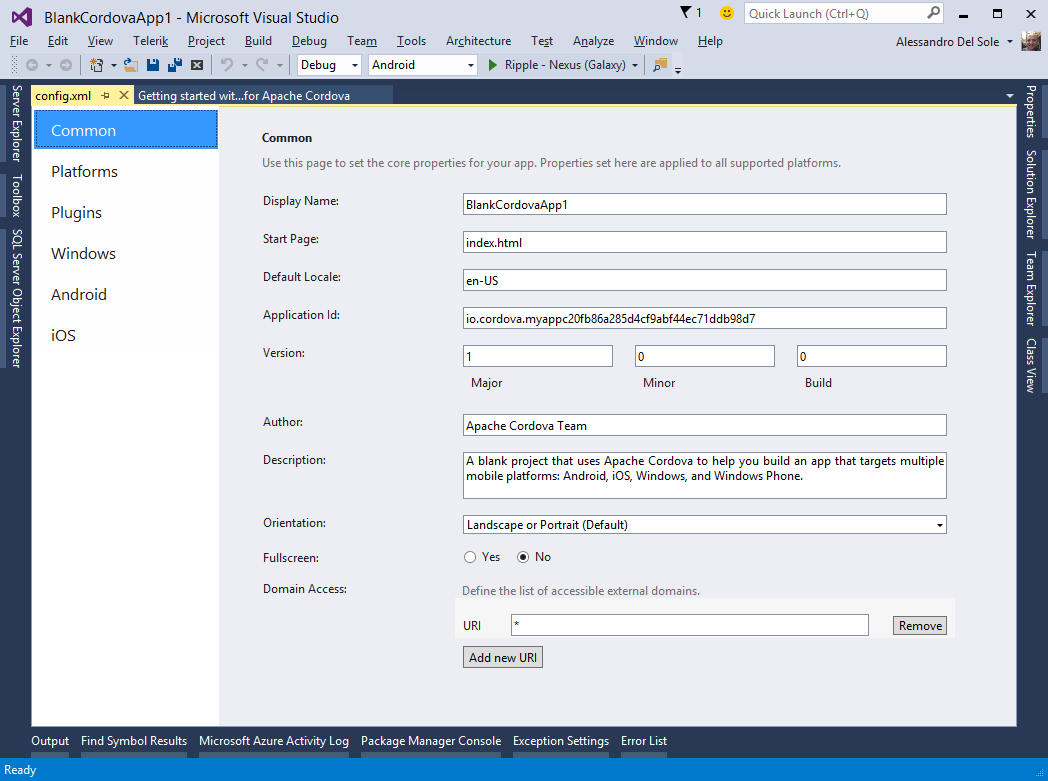 BlankCordovaApp1 - Microsoft Visual Studio
1
Quick Launch (Ctrl+Q)
File Edit View Telerik Project Build Debug Team Tools Architecture Test Analyze Window Help
Alessandro Del Sole
Debug Android Ripple - Nexus (Galaxy)
config.xml
Getting started wit...for Apache Cordova
Server Explorer
Toolbox
SQL Server Object Explorer
Common
Platforms
Plugins
Windows
Android
iOS
Common
Use this page to set the core properties for your app. Properties set here are applied to all supported platforms.
Display Name: BlankCordovaApp1
Start Page: index.html
Default Locale: en-US
Application Id: io.cordova.myappc20fb86a285d4cf9abf44ec71ddb98d7
Version: 1 0 0
Major Minor Build
Author: Apache Cordova Team
Description: A blank project that uses Apache Cordova to help you build an app that targets multiple
mobile platforms: Android, iOS, Windows, and Windows Phone.
Orientation: Landscape or Portrait (Default)
Fullscreen: Yes No
Domain Access: Define the list of accessible external domains.
URI * Remove
Add new URI
Properties
Solution Explorer
Team Explorer
Class View
Output Find Symbol Results Microsoft Azure Activity Log Package Manager Console Exception Settings Error List
Ready